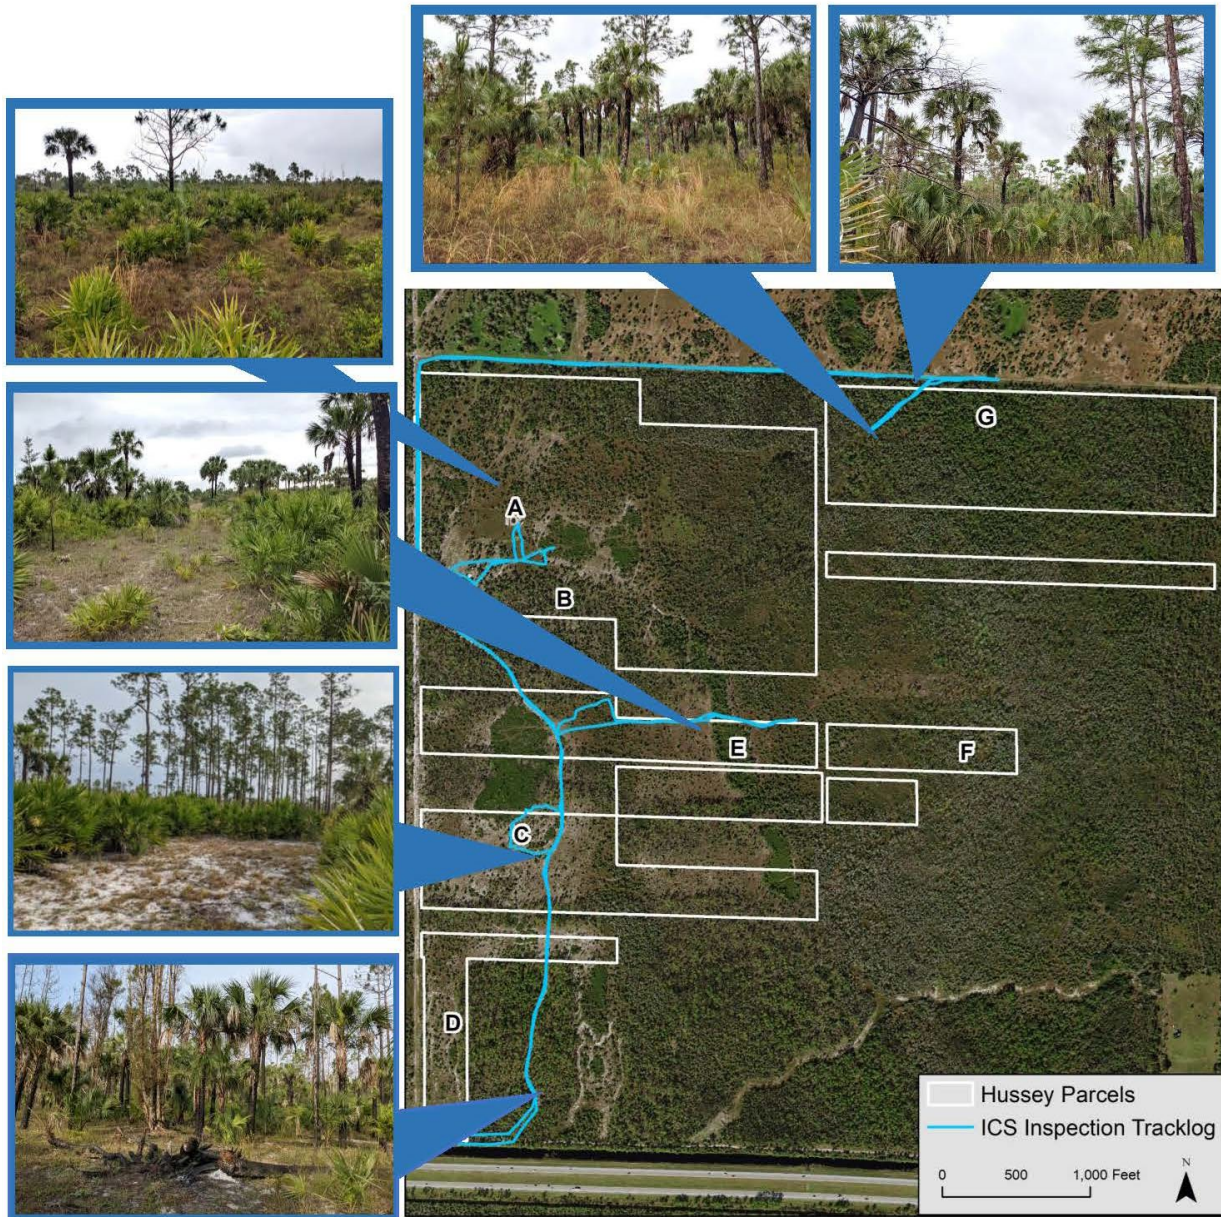 G
A
B
E
F
C
D
Hussey Parcels
ICS Inspection Tracklog
0 500 1,000 Feet
N